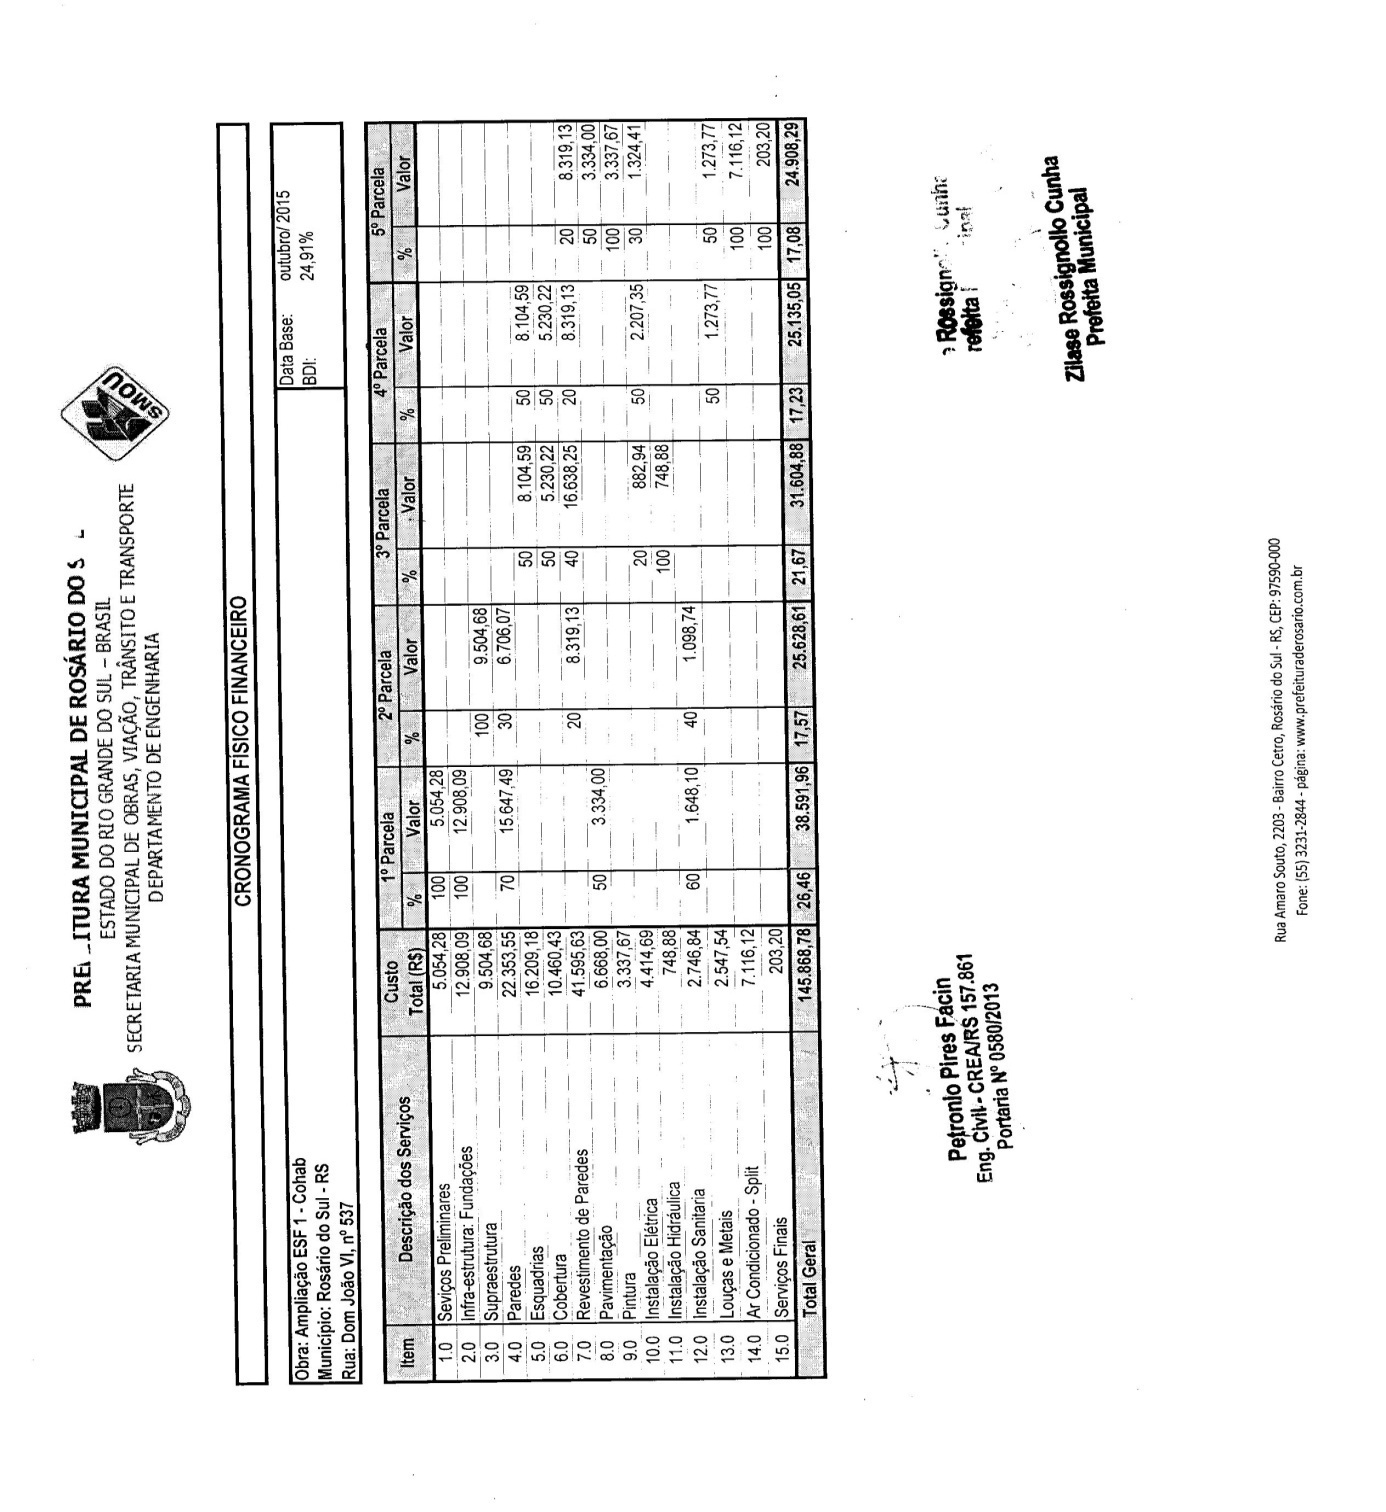 ITURA MUNICIPAL DE ROSÁRIO DO S
ESTADO DO RIO GRANDE DO SUL – BRASIL
SECRETARIA MUNICIPAL DE OBRAS, VIAÇÃO, TRÂNSITO E TRANSPORTE
DEPARTAMENTO DE ENGENHARIA
SMOU
CRONOGRAMA FÍSICO FINANCEIRO
Obra: Ampliação ESF 1 - Cohab
Município: Rosário do Sul - RS
Rua: Dom João VI, nº 537
Data Base: outubro/ 2015
BDI: 24,91%
Item Descrição dos Serviços Custo Total (R$) 1º Parcela 2º Parcela 3º Parcela 4º Parcela 5º Parcela
% Valor % Valor % Valor % Valor % Valor
1.0 Seviços Preliminares 5.054,28 100 5.054,28
2.0 Infra-estrutura: Fundações 12.908,09 100 12.908,09
3.0 Supraestrutura 9.504,68 100 9.504,68
4.0 Paredes 22.353,55 70 15.647,49 30 6.706,07
5.0 Esquadrias 16.209,18 50 8.104,59 50 8.104,59
6.0 Cobertura 10.460,43 50 5.230,22 50 5.230,22
7.0 Revestimento de Paredes 41.595,63 20 8.319,13 40 16.638,25 20 8.319,13 20 8.319,13
8.0 Pavimentação 6.668,00 50 3.334,00 50 3.334,00
9.0 Pintura 3.337,67 100 3.337,67
10.0 Instalação Elétrica 4.414,69 20 882,94 50 2.207,35 30 1.324,41
11.0 Instalação Hidráulica 748,88 100 748,88
12.0 Instalação Sanitaria 2.746,84 60 1.648,10 40 1.098,74
13.0 Louças e Metais 2.547,54 50 1.273,77 50 1.273,77
14.0 Ar Condicionado - Split 7.116,12 100 7.116,12
15.0 Serviços Finais 203,20 100 203,20
Total Geral 145.868,78 26,46 38.591,96 17,57 25.628,61 21,67 31.604,88 17,23 25.135,05 17,08 24.908,29
Petronio Pires Facin
Eng. Civil - CREA/RS 157.861
Portaria Nº 0580/2013
Rossign Cunha
refeita ipal
Zilase Rossignollo Cunha
Prefeita Municipal
Rua Amaro Souto, 2203 - Bairro Cetro, Rosário do Sul - RS, CEP: 97590-000
Fone: (55) 3231-2844 - página: www.prefeituraderosario.com.br